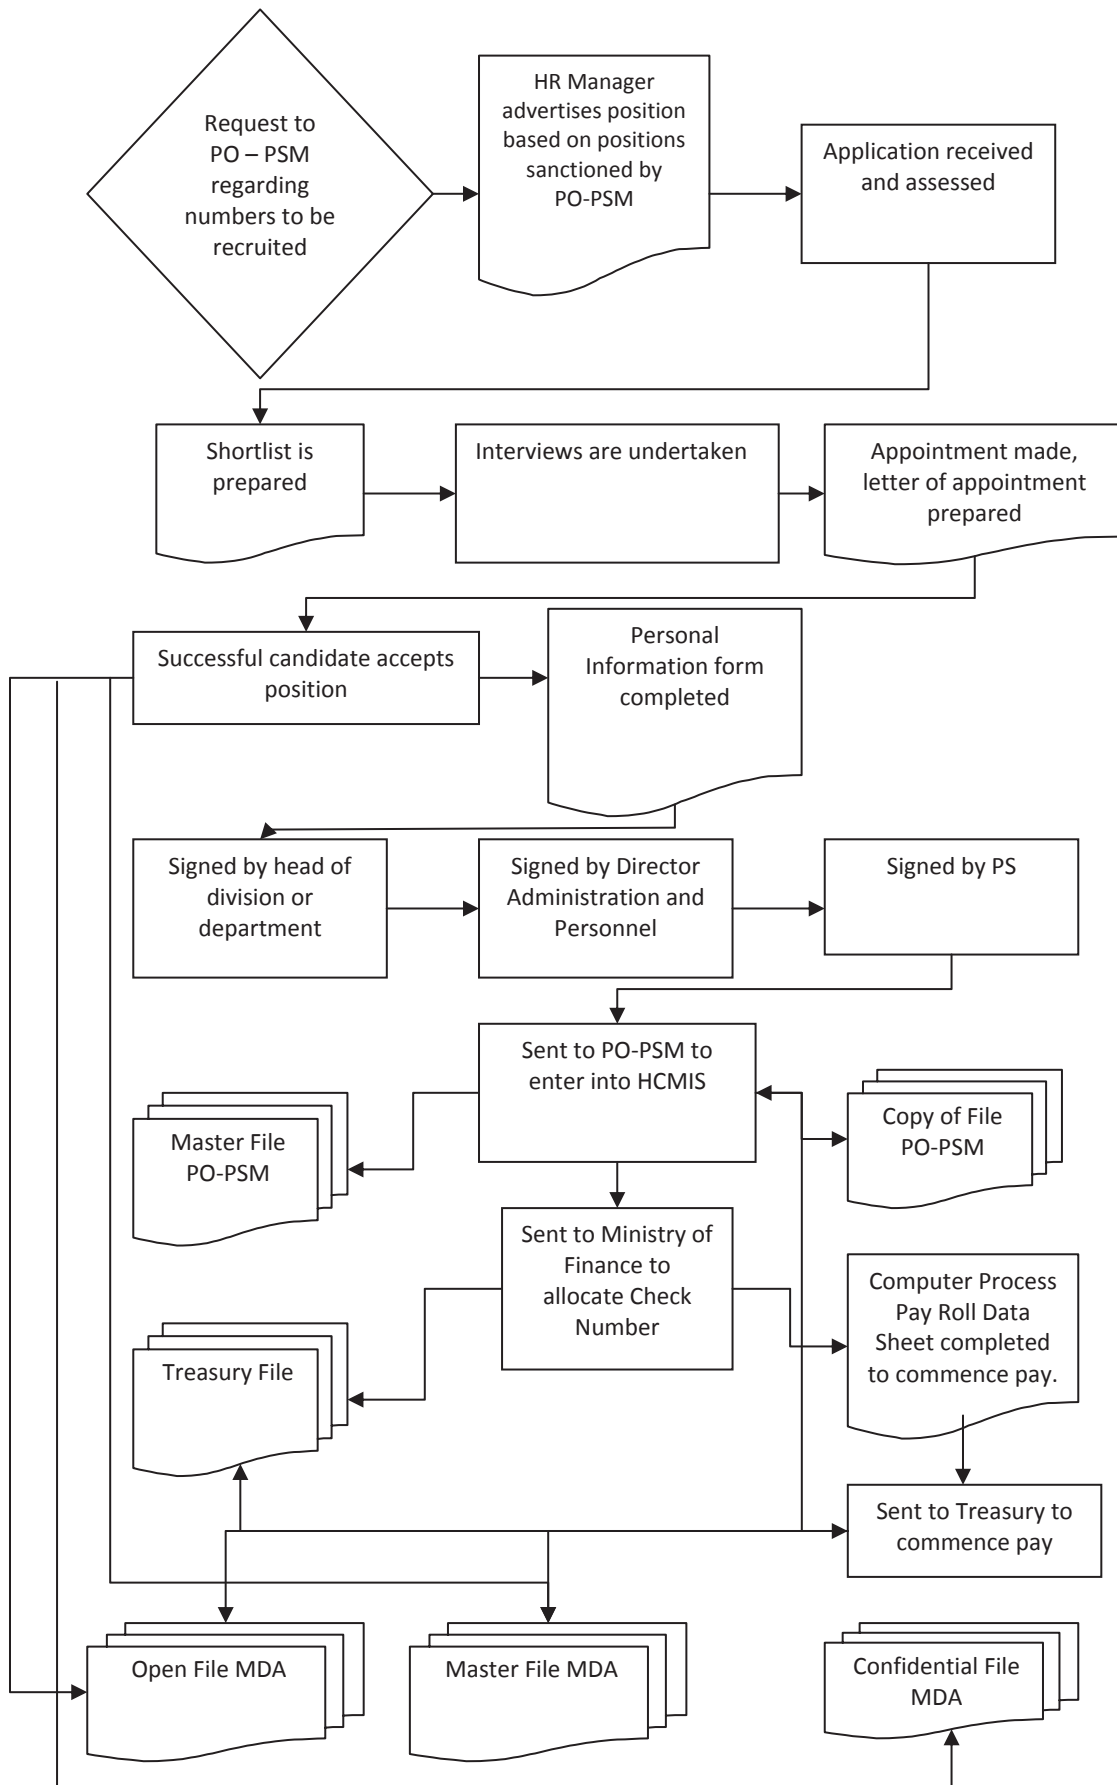 Request to
PO – PSM
regarding
numbers to be
recruited
HR Manager
advertises position
based on positions
sanctioned by
PO-PSM
Application received
and assessed
Shortlist is
prepared
Interviews are undertaken
Appointment made,
letter of appointment
prepared
Successful candidate accepts
position
Personal
Information form
completed
Signed by head of
division or
department
Signed by Director
Administration and
Personnel
Signed by PS
Sent to PO-PSM to
enter into HCMIS
Master File
PO-PSM
Copy of File
PO-PSM
Sent to Ministry of
Finance to
allocate Check
Number
Computer Process
Pay Roll Data
Sheet completed
to commence pay.
Treasury File
Sent to Treasury to
commence pay
Open File MDA
Master File MDA
Confidential File
MDA